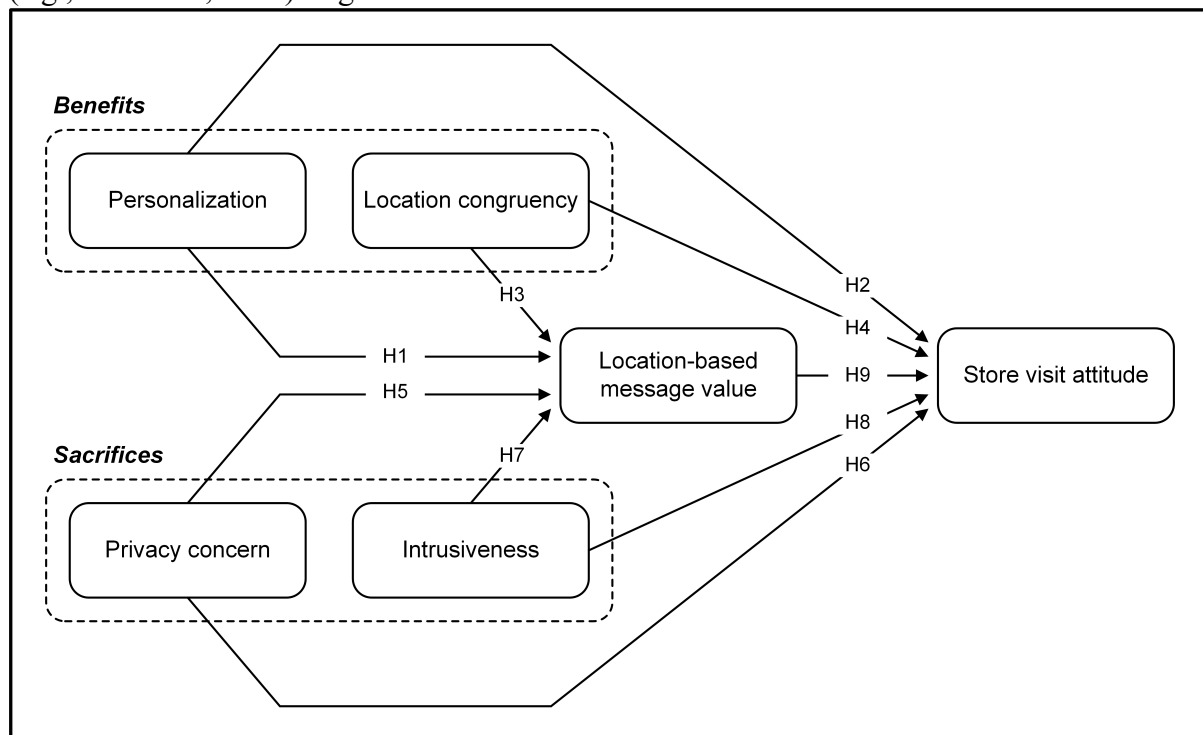 Benefits
Personalization
Location congruency
H3
H2
H4
H1
H5
Location-based
message value
H9
Store visit attitude
H8
H7
H6
Sacrifices
Privacy concern
Intrusiveness